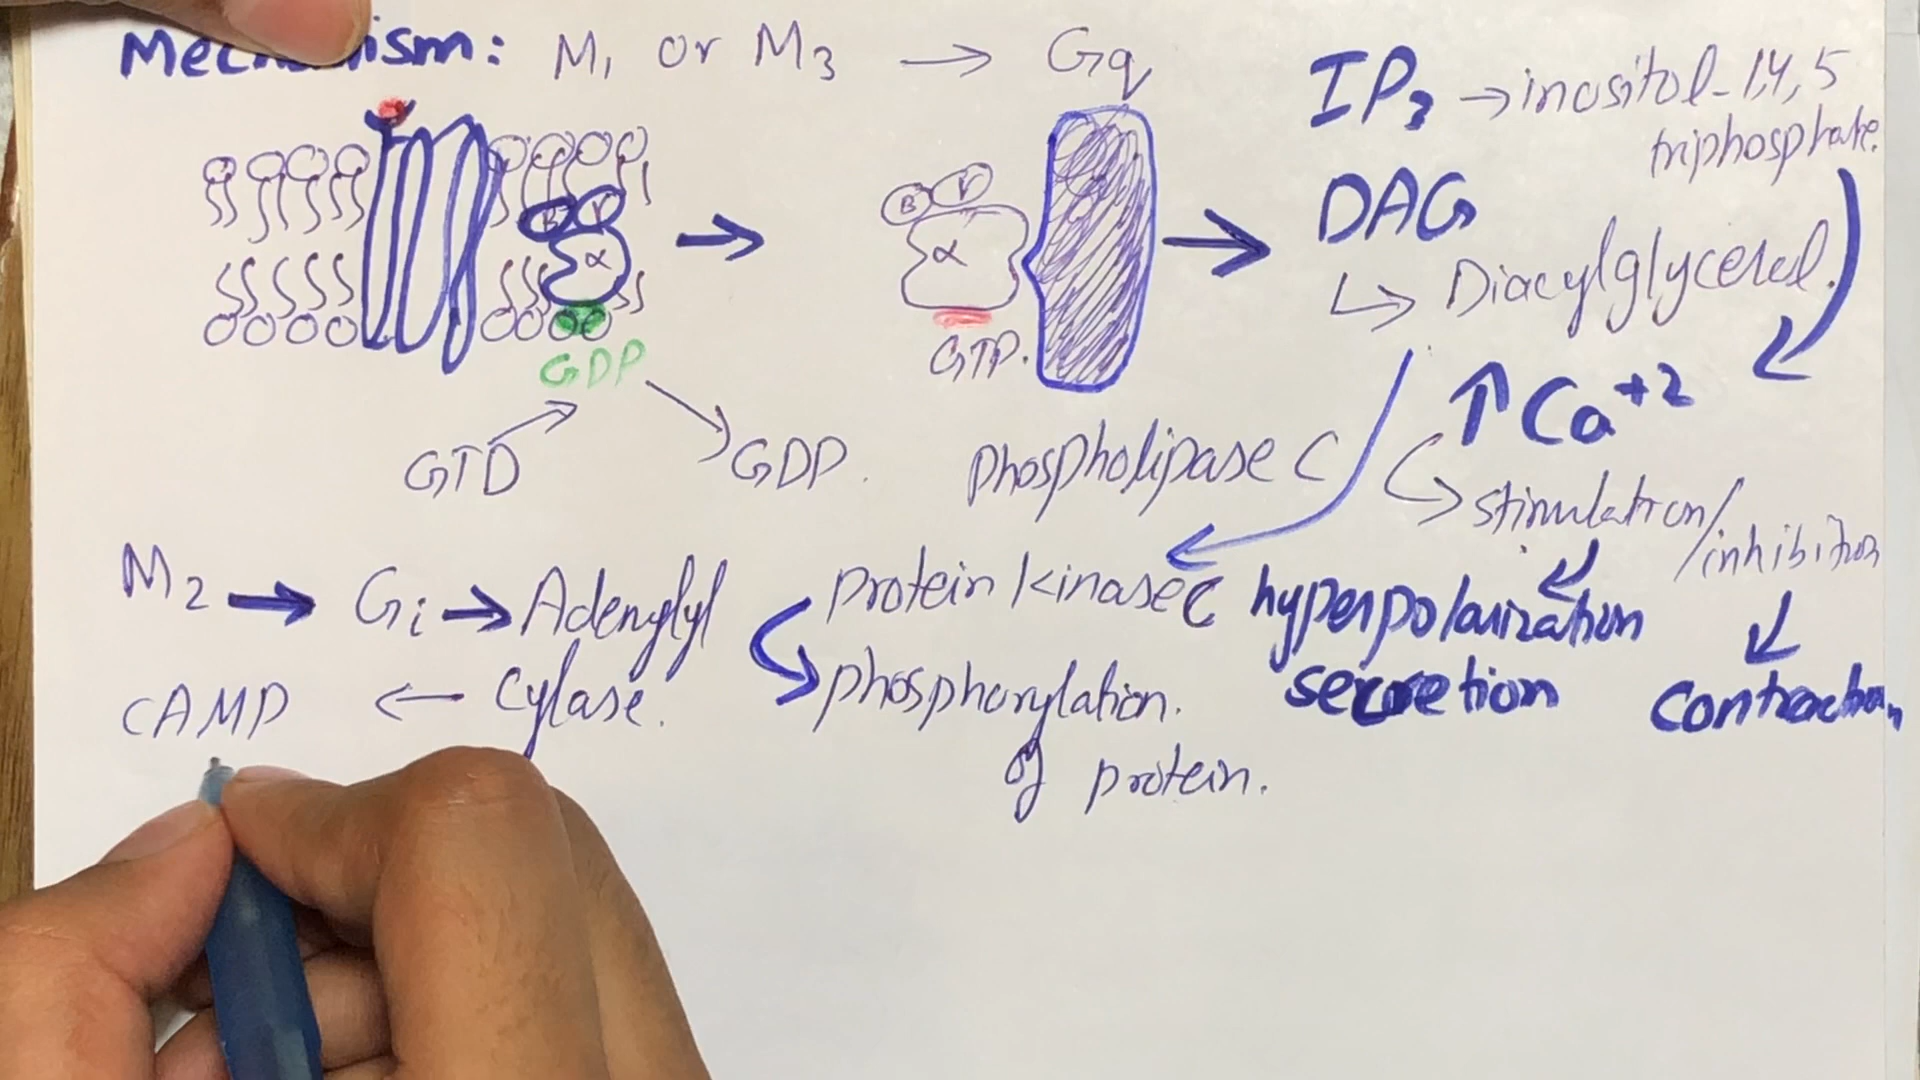 Mechanism: M1 or M3 → Gq
IP3 → inositol-1,4,5
triphosphate.
DAG
↳ Diacylglycerol.
B γ
α
GDP
GTD
GDP.
B γ
α
GTP.
Phospholipase C
↑ Ca+2
↳ stimulation/
inhibition
hyperpolarization
secretion
contraction
M2 → Gi → Adenylyl
cylase.
← cAMP
protein kinase C
phosphorylation.
of protein.